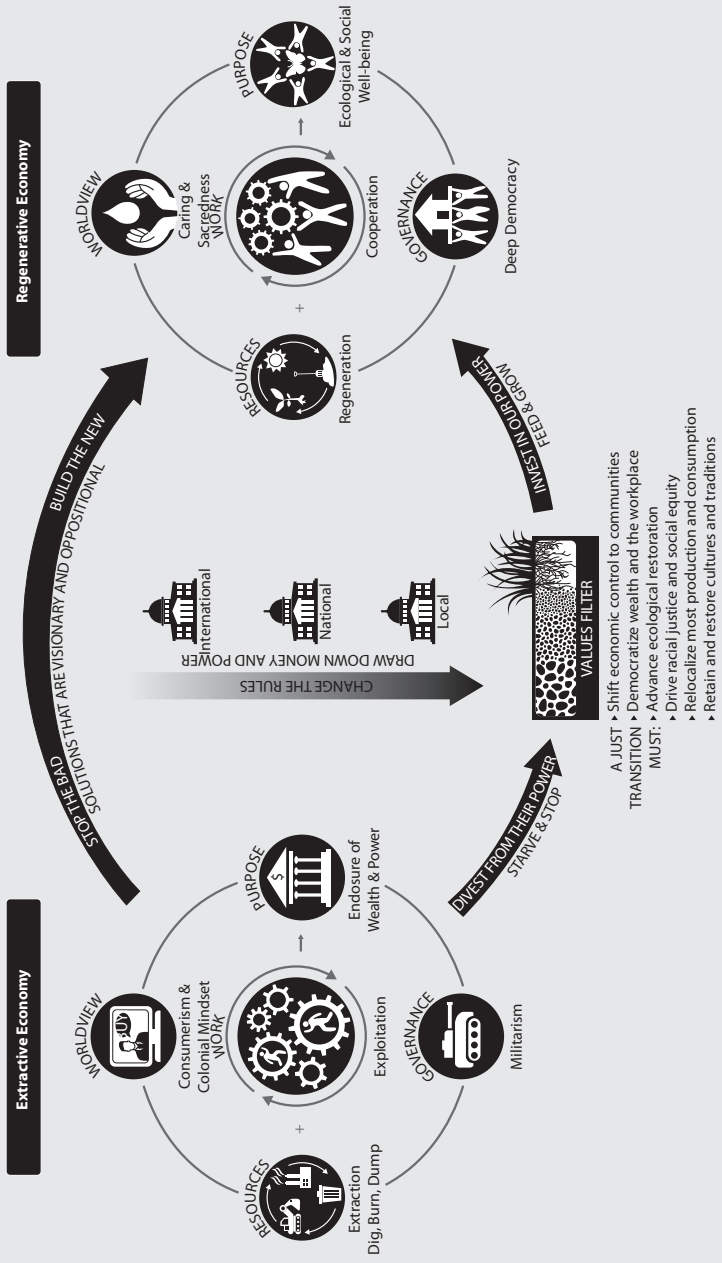 Extractive Economy
WORLDVIEW
Consumerism &
Colonial Mindset
RESOURCES
Extraction
Dig, Burn, Dump
+
WORK
Exploitation
PURPOSE
$
Endosure of
Wealth & Power
GOVERNANCE
Militarism
STOP THE BAD
BUILD THE NEW
SOLUTIONS THAT ARE VISIONARY AND OPPOSITIONAL
CHANGE THE RULES
DRAW DOWN MONEY AND POWER
International
National
Local
DIVEST FROM THEIR POWER
STARVE & STOP
VALUES FILTER
INVEST IN OUR POWER
FEED & GROW
A JUST
TRANSITION
MUST:
‣ Shift economic control to communities
‣ Democratize wealth and the workplace
‣ Advance ecological restoration
‣ Drive racial justice and social equity
‣ Relocalize most production and consumption
‣ Retain and restore cultures and traditions
Regenerative Economy
WORLDVIEW
Caring &
Sacredness
RESOURCES
Regeneration
+
WORK
Cooperation
PURPOSE
Ecological & Social
Well-being
GOVERNANCE
Deep Democracy